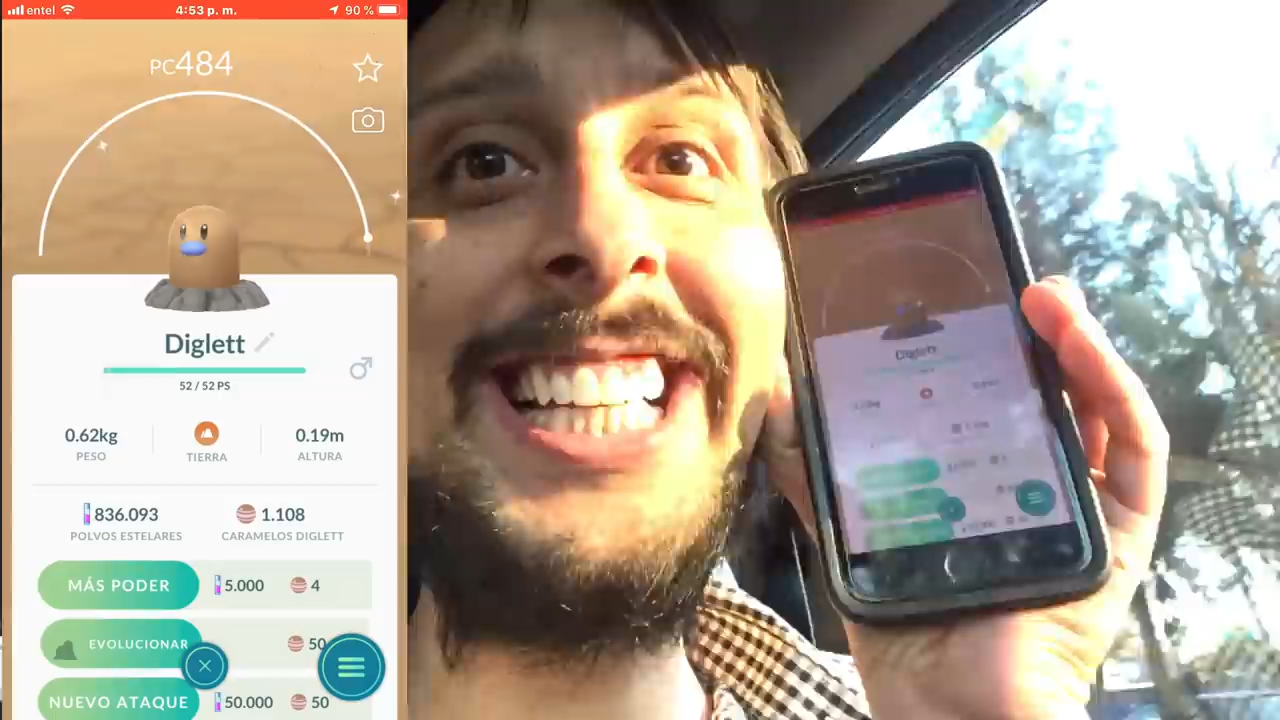 entel 4:53 p. m. 90 %
PC484
Diglett
52 / 52 PS
0.62kg 0.19m
PESO TIERRA ALTURA
836.093 1.108
POLVOS ESTELARES CARAMELOS DIGLETT
MÁS PODER 5.000 4
EVOLUCIONAR 50
NUEVO ATAQUE 50.000 50
Diglett